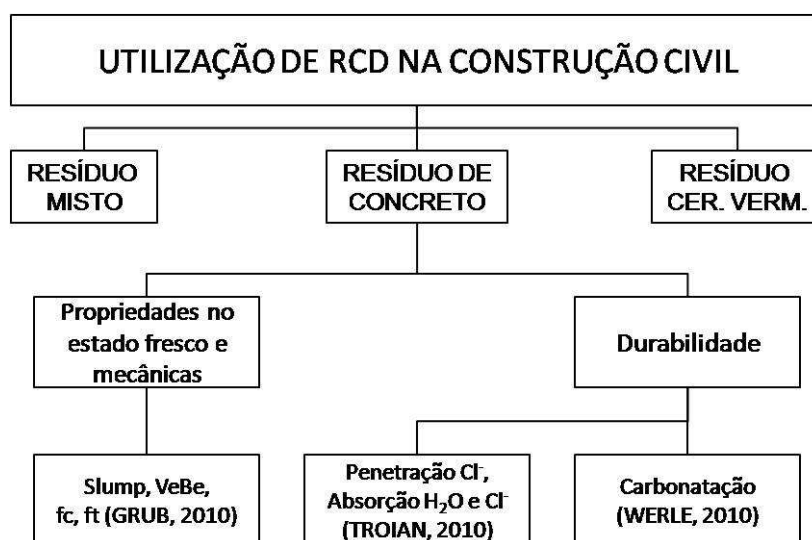 UTILIZAÇÃO DE RCD NA CONSTRUÇÃO CIVIL
RESÍDUO
MISTO
RESÍDUO DE
CONCRETO
RESÍDUO
CER. VERM.
Propriedades no
estado fresco e
mecânicas
Durabilidade
Slump, VeBe,
fc, ft (GRUB, 2010)
Penetração Cl⁻,
Absorção H₂O e Cl⁻
(TROIAN, 2010)
Carbonatação
(WERLE, 2010)